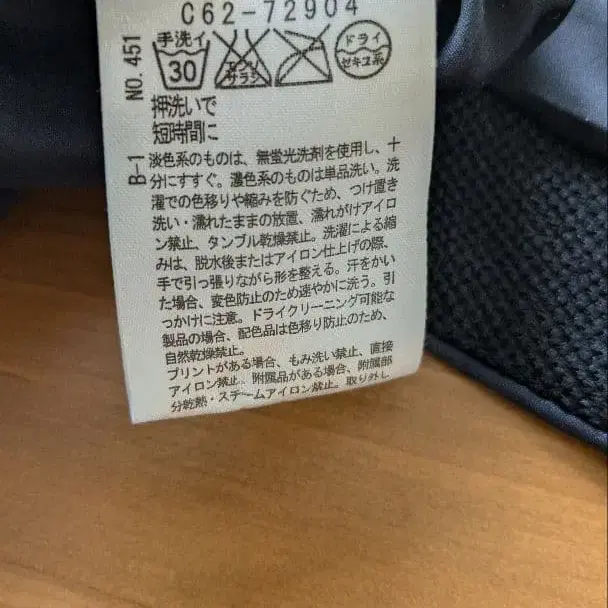 C62-72904
NO. 451
手洗イ
30
エンソ
サラシ
ドライ
セキユ系
押洗いで
短時間に
B-1
淡色系のものは、無蛍光洗剤を使用し、十
分にすすぐ。濃色系のものは単品洗い。洗
濯での色移りや縮みを防ぐため、つけ置き
洗い・濡れたままの放置、濡れがけアイロ
ン禁止、タンブル乾燥禁止。洗濯による縮
みは、脱水後またはアイロン仕上げの際、
手で引っ張りながら形を整える。汗をかい
た場合、変色防止のため速やかに洗う。引
っかけに注意。ドライクリーニング可能な
製品の場合、配色品は色移り防止のため、
自然乾燥禁止。
プリントがある場合、もみ洗い禁止、直接
アイロン禁止。附属品がある場合、附属部
分乾熱・スチームアイロン禁止。取り外し